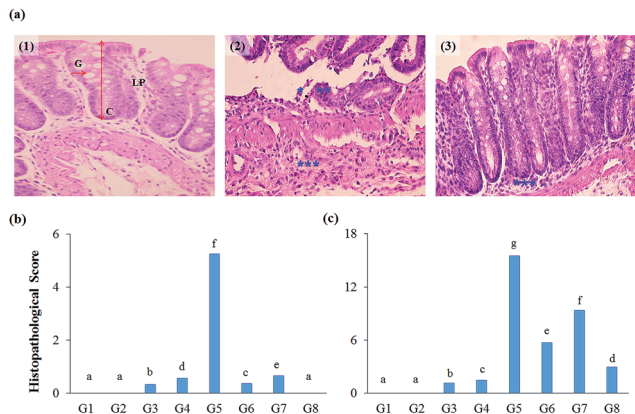 (a)
(1)
G
LP
C
(2)
*
**
***
(3)
***
(b)
Histopathological Score
6
4
2
0
a
a
b
d
f
c
e
a
G1 G2 G3 G4 G5 G6 G7 G8
(c)
18
12
6
0
a
a
b
c
g
e
f
d
G1 G2 G3 G4 G5 G6 G7 G8